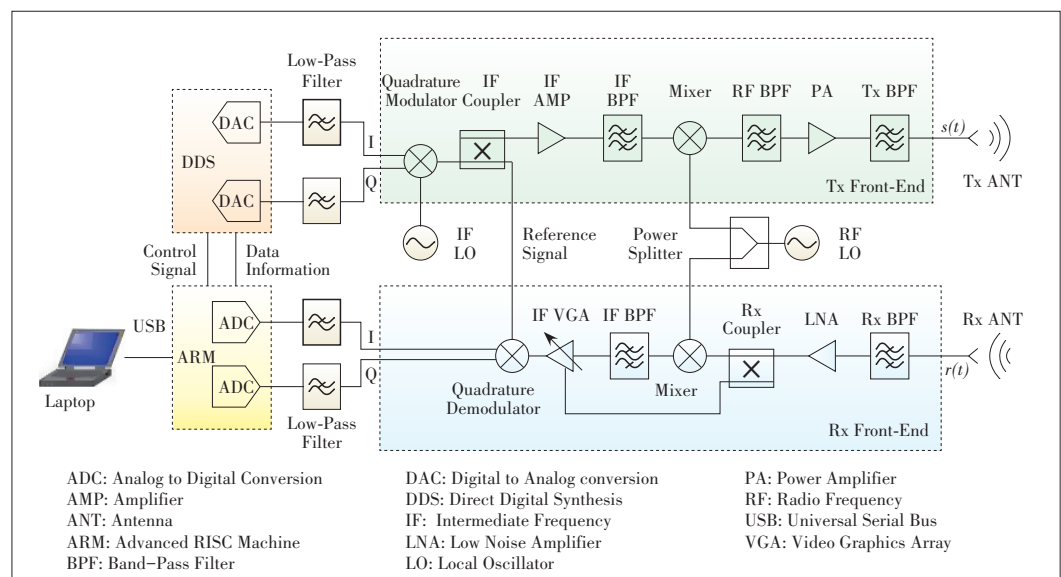 Low-Pass
Filter
Quadrature
Modulator
IF
Coupler
IF
AMP
IF
BPF
Mixer
RF BPF
PA
Tx BPF
DAC
I
s(t)
DDS
DAC
Q
Tx Front-End
Tx ANT
Control
Signal
Data
Information
IF
LO
Reference
Signal
Power
Splitter
RF
LO
USB
ADC
I
IF VGA
IF BPF
Rx
Coupler
LNA
Rx BPF
Rx ANT
ARM
ADC
Q
Mixer
r(t)
Laptop
Quadrature
Demodulator
Low-Pass
Filter
Rx Front-End
ADC: Analog to Digital Conversion
AMP: Amplifier
ANT: Antenna
ARM: Advanced RISC Machine
BPF: Band-Pass Filter
DAC: Digital to Analog conversion
DDS: Direct Digital Synthesis
IF: Intermediate Frequency
LNA: Low Noise Amplifier
LO: Local Oscillator
PA: Power Amplifier
RF: Radio Frequency
USB: Universal Serial Bus
VGA: Video Graphics Array